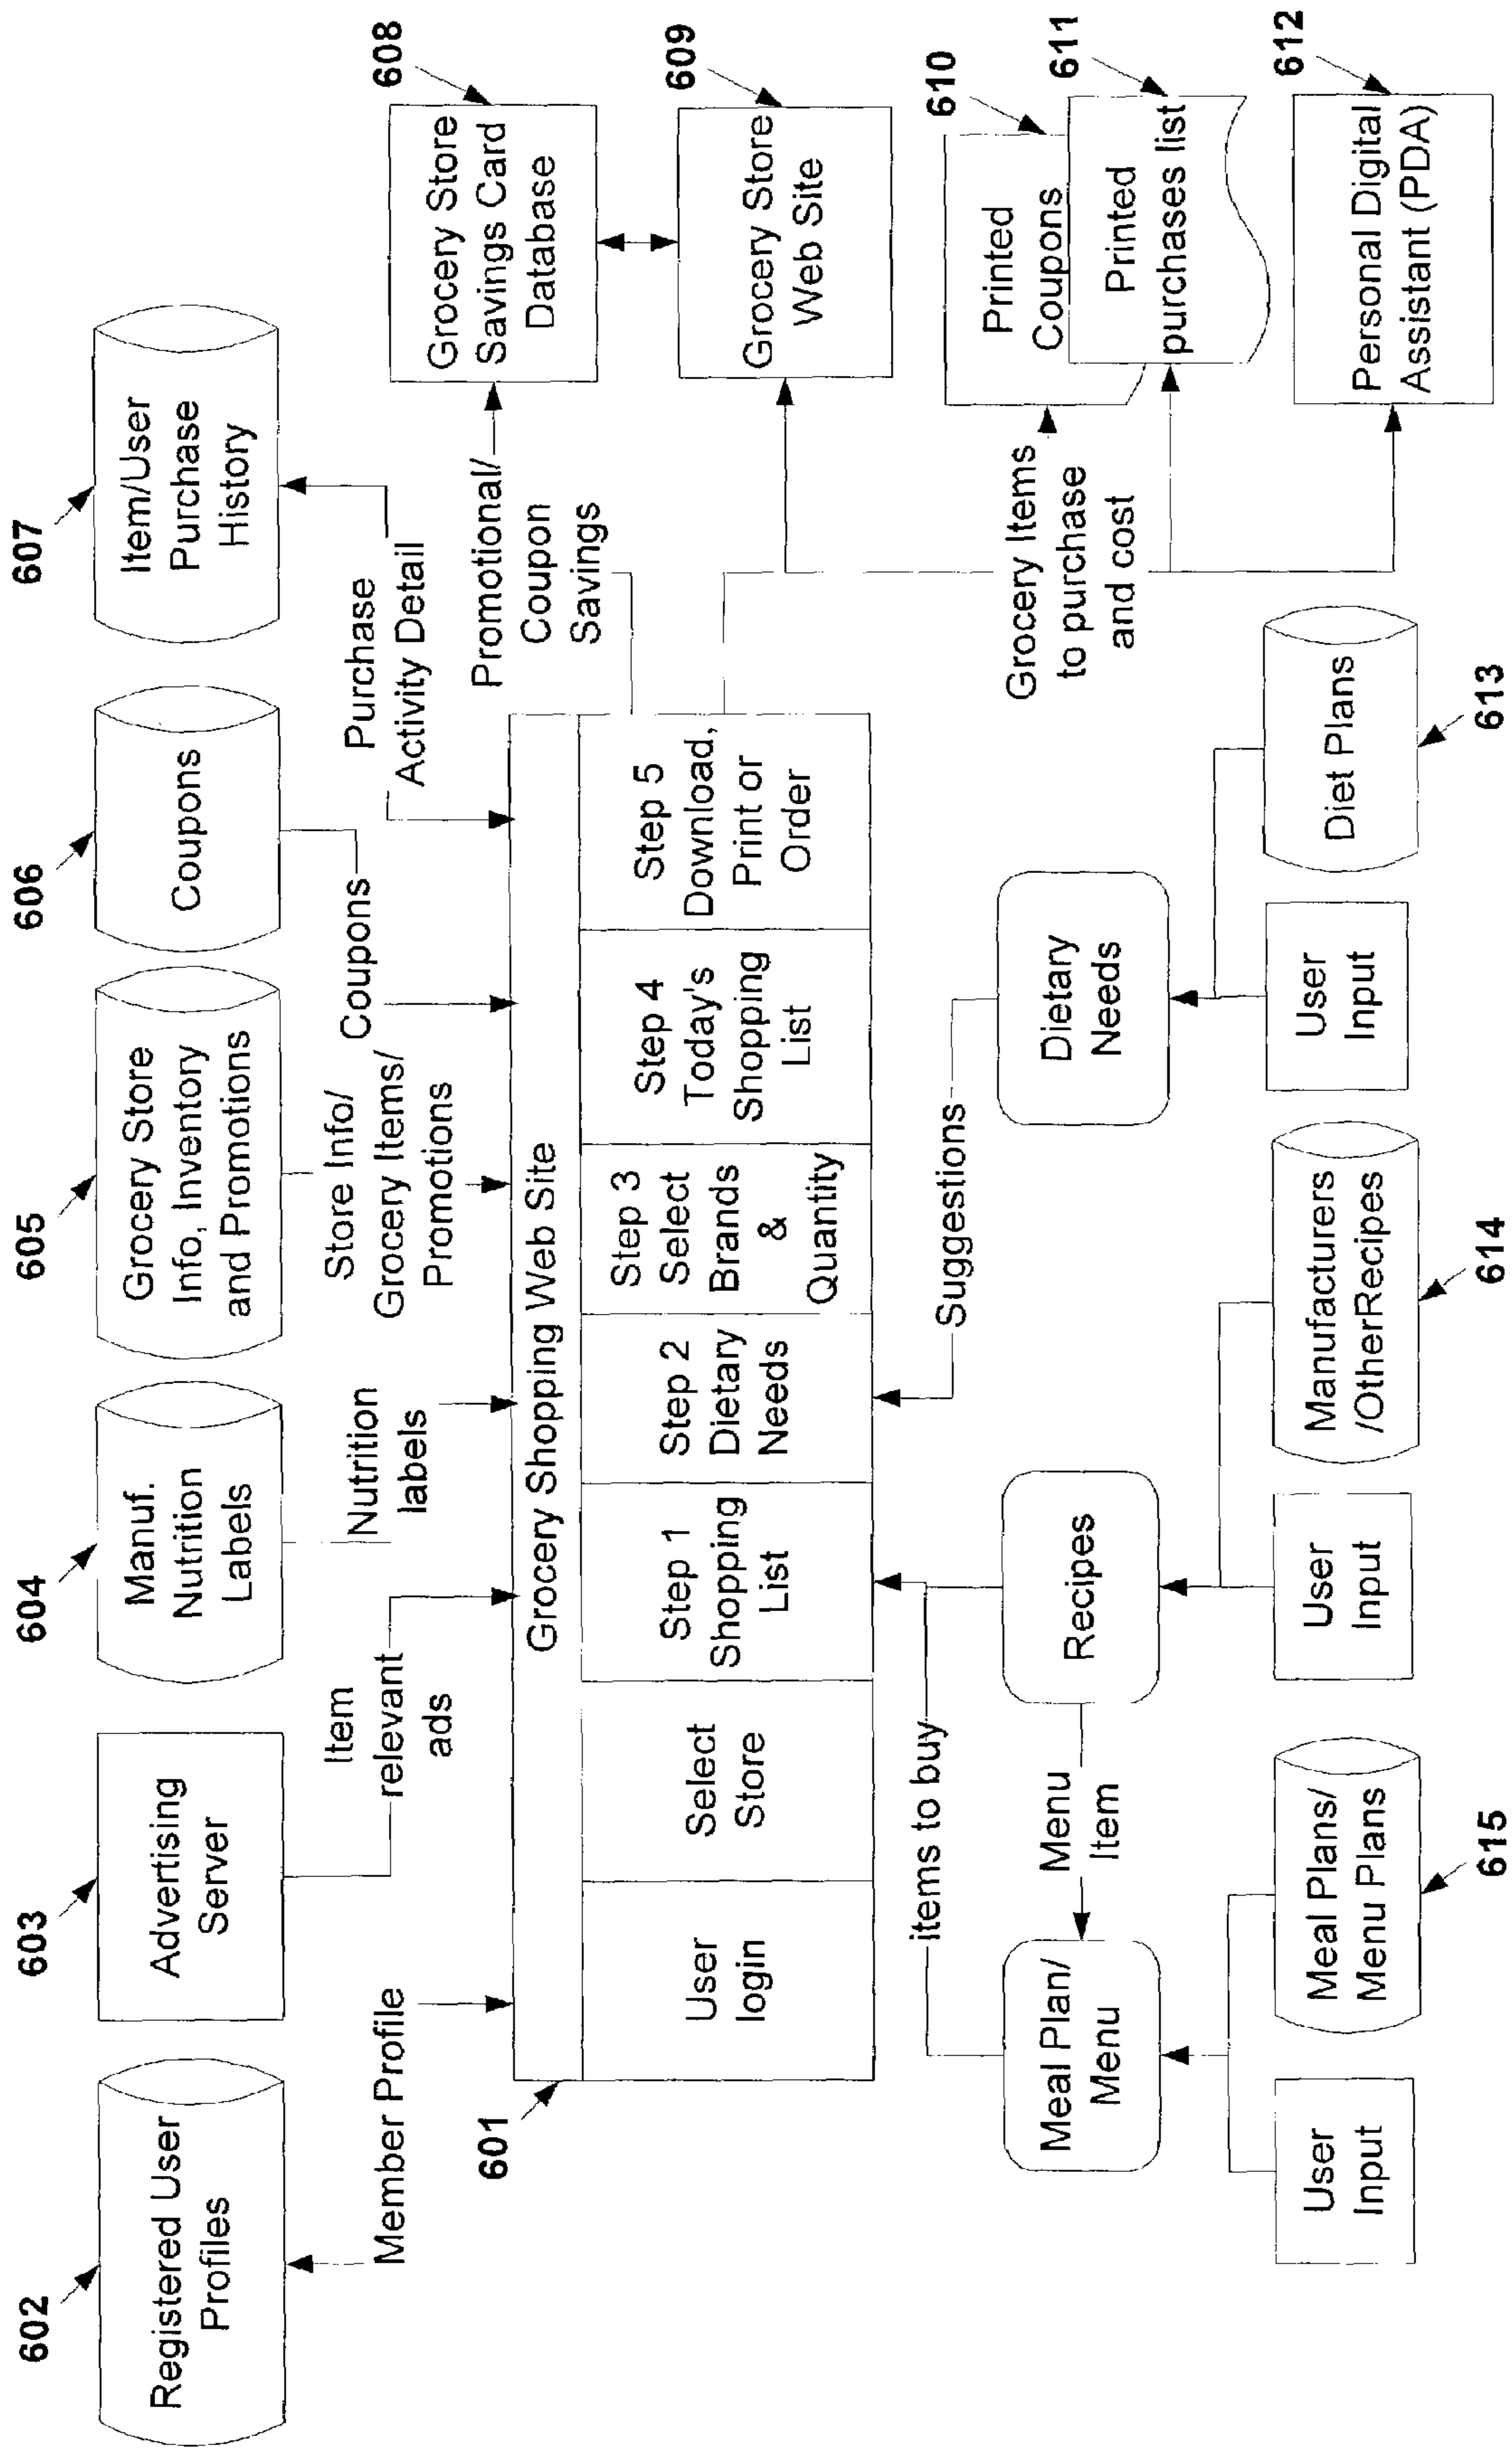 602
Registered User
Profiles
603
Advertising
Server
604
Manuf.
Nutrition
Labels
605
Grocery Store
Info, Inventory
and Promotions
606
Coupons
607
Item/User
Purchase
History
Member Profile
Item
relevant
ads
Nutrition
labels
Store Info/
Grocery Items/
Promotions
Coupons
Purchase
Activity Detail
601
Grocery Shopping Web Site
User
login
Select
Store
Step 1
Shopping
List
Step 2
Dietary
Needs
Step 3
Select
Brands
&
Quantity
Step 4
Today's
Shopping
List
Step 5
Download,
Print or
Order
Promotional/
Coupon
Savings
608
Grocery Store
Savings Card
Database
609
Grocery Store
Web Site
Grocery Items
to purchase
and cost
610
Printed
Coupons
611
Printed
purchases list
612
Personal Digital
Assistant (PDA)
items to buy
Suggestions
Meal Plan/
Menu
Menu
Item
Recipes
Dietary
Needs
User
Input
Meal Plans/
Menu Plans
615
User
Input
Manufacturers
/OtherRecipes
614
User
Input
Diet Plans
613